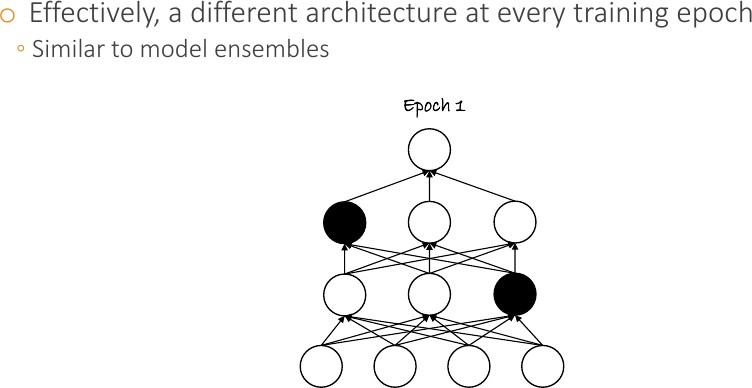 Effectively, a different architecture at every training epoch
Similar to model ensembles
Epoch 1